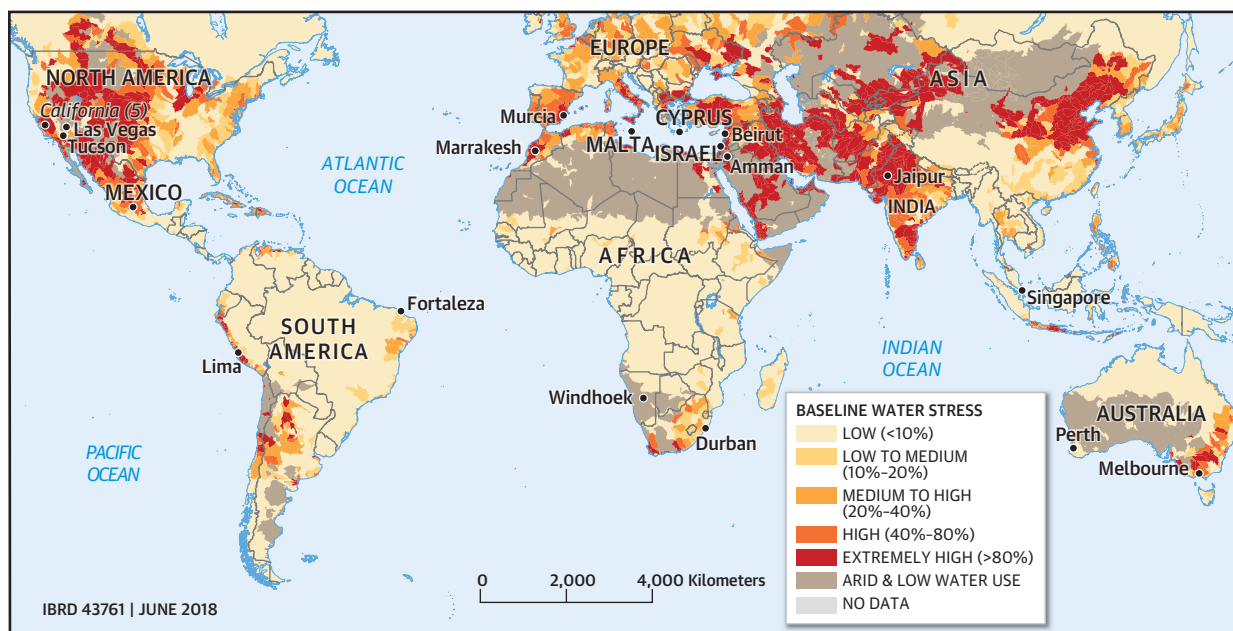 EUROPE
NORTH AMERICA
ASIA
California (5)
Las Vegas
Tucson
Murcia
CYPRUS
Beirut
Marrakesh
MALTA
ISRAEL
Amman
ATLANTIC
OCEAN
Jaipur
MEXICO
INDIA
AFRICA
Fortaleza
Singapore
SOUTH
AMERICA
Lima
INDIAN
OCEAN
Windhoek
Durban
AUSTRALIA
Perth
Melbourne
PACIFIC
OCEAN
BASELINE WATER STRESS
LOW (<10%)
LOW TO MEDIUM
(10%–20%)
MEDIUM TO HIGH
(20%–40%)
HIGH (40%–80%)
EXTREMELY HIGH (>80%)
ARID & LOW WATER USE
NO DATA
0 2,000 4,000 Kilometers
IBRD 43761 | JUNE 2018